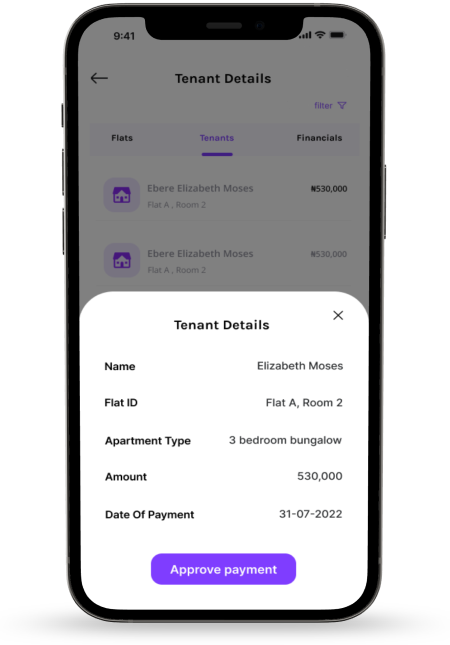 9:41
Tenant Details
filter
Flats Tenants Financials
Ebere Elizabeth Moses ₦530,000
Flat A , Room 2
Ebere Elizabeth Moses ₦530,000
Flat A , Room 2
Tenant Details
Name Elizabeth Moses
Flat ID Flat A, Room 2
Apartment Type 3 bedroom bungalow
Amount 530,000
Date Of Payment 31-07-2022
Approve payment